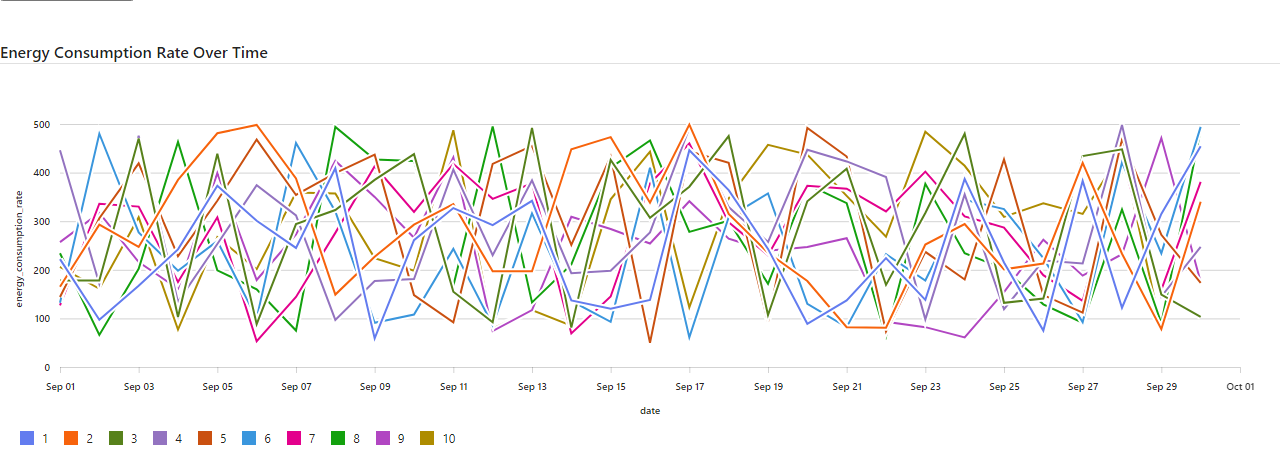 Energy Consumption Rate Over Time
energy_consumption_rate
500
400
300
200
100
0
Sep 01 Sep 03 Sep 05 Sep 07 Sep 09 Sep 11 Sep 13 Sep 15 Sep 17 Sep 19 Sep 21 Sep 23 Sep 25 Sep 27 Sep 29 Oct 01
date
1 2 3 4 5 6 7 8 9 10